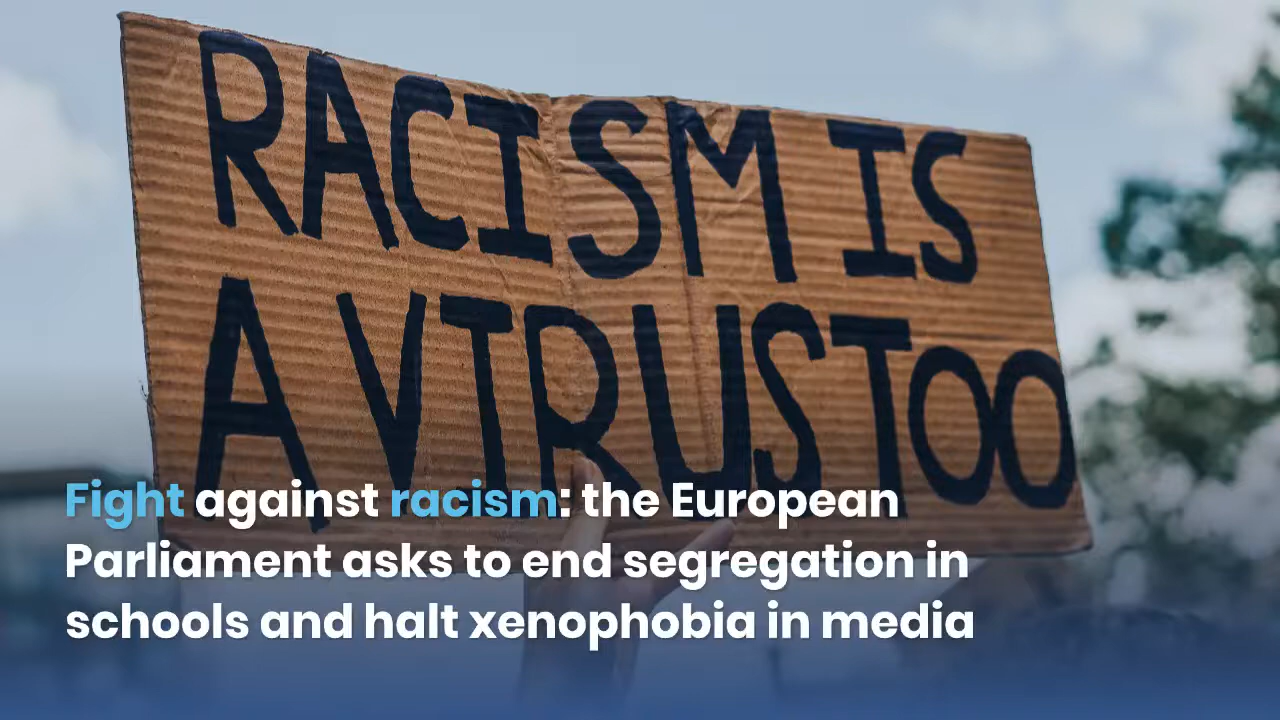 RACISM IS
A VIRUS TOO
Fight against racism: the European
Parliament asks to end segregation in
schools and halt xenophobia in media